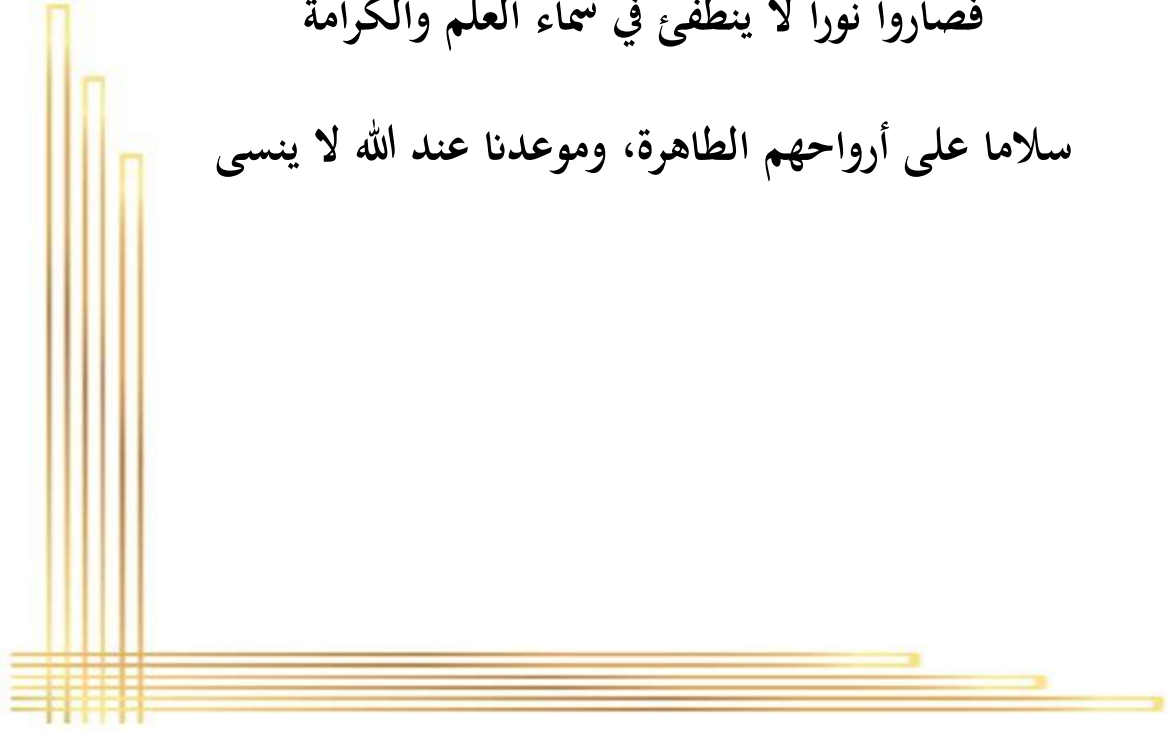 فصاروا نورا لا ينطفئ في سماء العلم والكرامة
سلاما على أرواحهم الطاهرة، وموعدنا عند الله لا ينسى